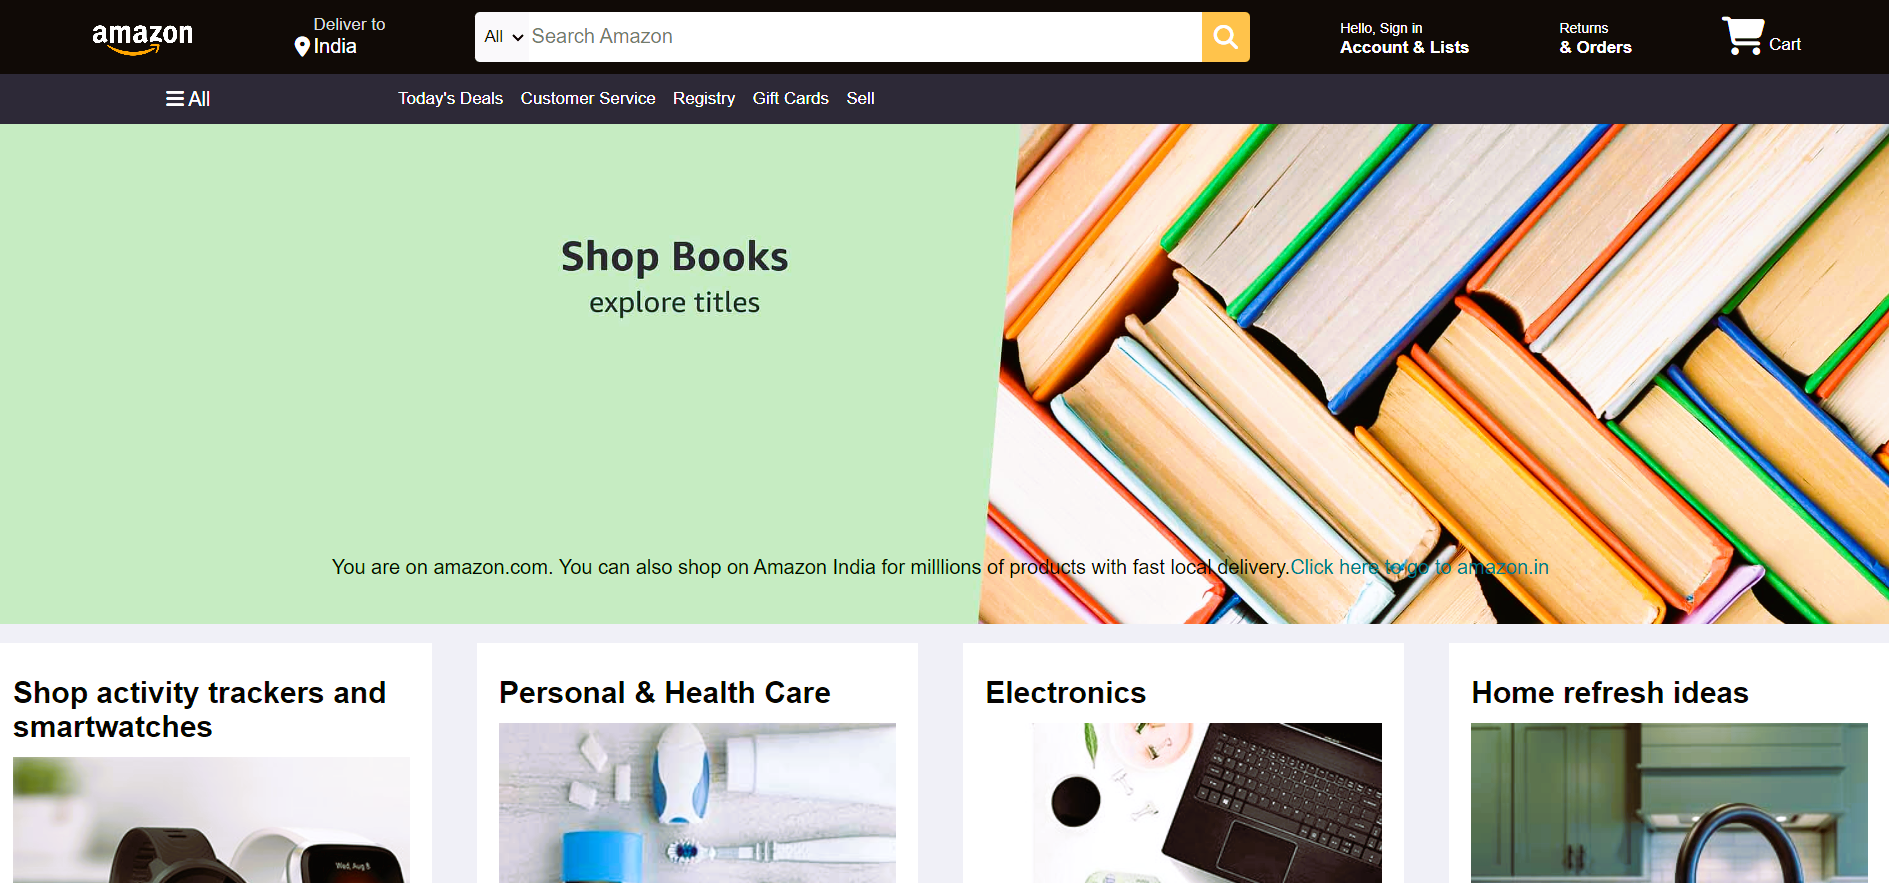 amazon
Deliver to
India
All
Search Amazon
Hello, Sign in
Account & Lists
Returns
& Orders
Cart
All
Today's Deals
Customer Service
Registry
Gift Cards
Sell
Shop Books
explore titles
You are on amazon.com. You can also shop on Amazon India for milllions of products with fast local delivery.Click here to go to amazon.in
Shop activity trackers and
smartwatches
Personal & Health Care
Electronics
Home refresh ideas
Wed, Aug 8